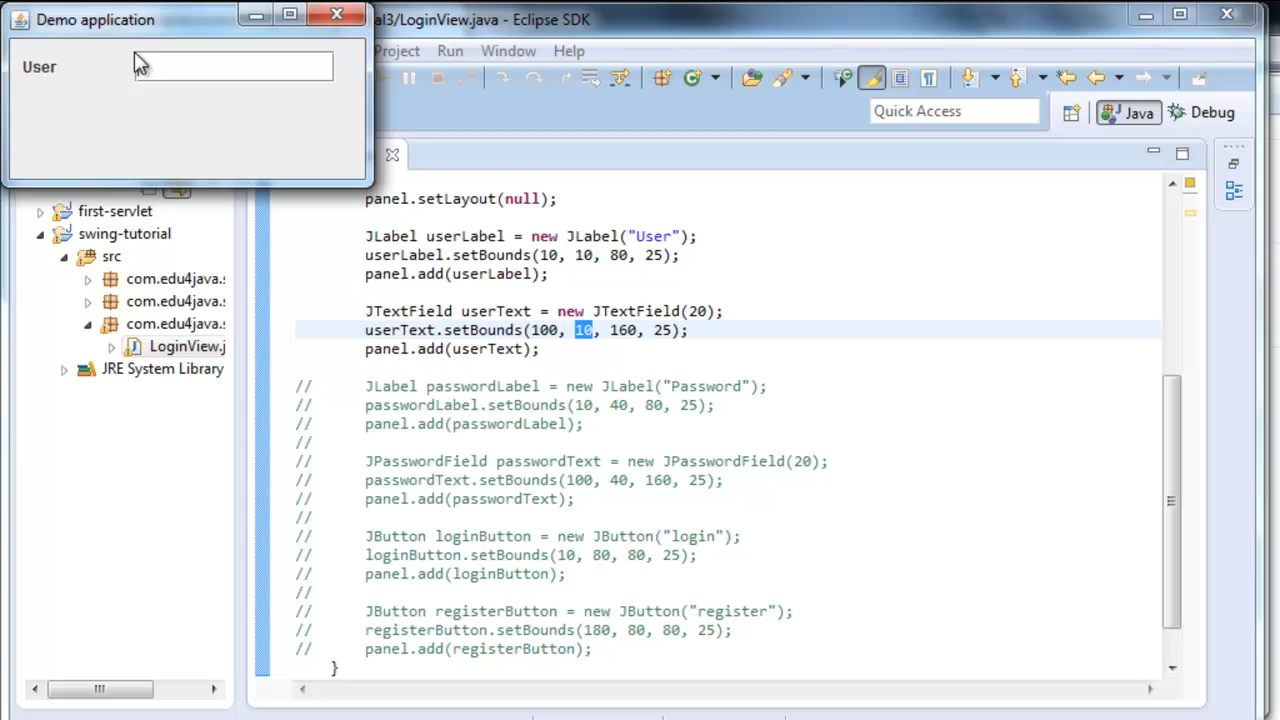 Demo application
al3/LoginView.java - Eclipse SDK
Project Run Window Help
User
Quick Access
Java
Debug
first-servlet
swing-tutorial
src
com.edu4java.
com.edu4java.
com.edu4java.
LoginView.j
JRE System Library
panel.setLayout(null);
JLabel userLabel = new JLabel("User");
userLabel.setBounds(10, 10, 80, 25);
panel.add(userLabel);
JTextField userText = new JTextField(20);
userText.setBounds(100, 10, 160, 25);
panel.add(userText);
// JLabel passwordLabel = new JLabel("Password");
// passwordLabel.setBounds(10, 40, 80, 25);
// panel.add(passwordLabel);
//
// JPasswordField passwordText = new JPasswordField(20);
// passwordText.setBounds(100, 40, 160, 25);
// panel.add(passwordText);
//
// JButton loginButton = new JButton("login");
// loginButton.setBounds(10, 80, 80, 25);
// panel.add(loginButton);
//
// JButton registerButton = new JButton("register");
// registerButton.setBounds(180, 80, 80, 25);
// panel.add(registerButton);
}